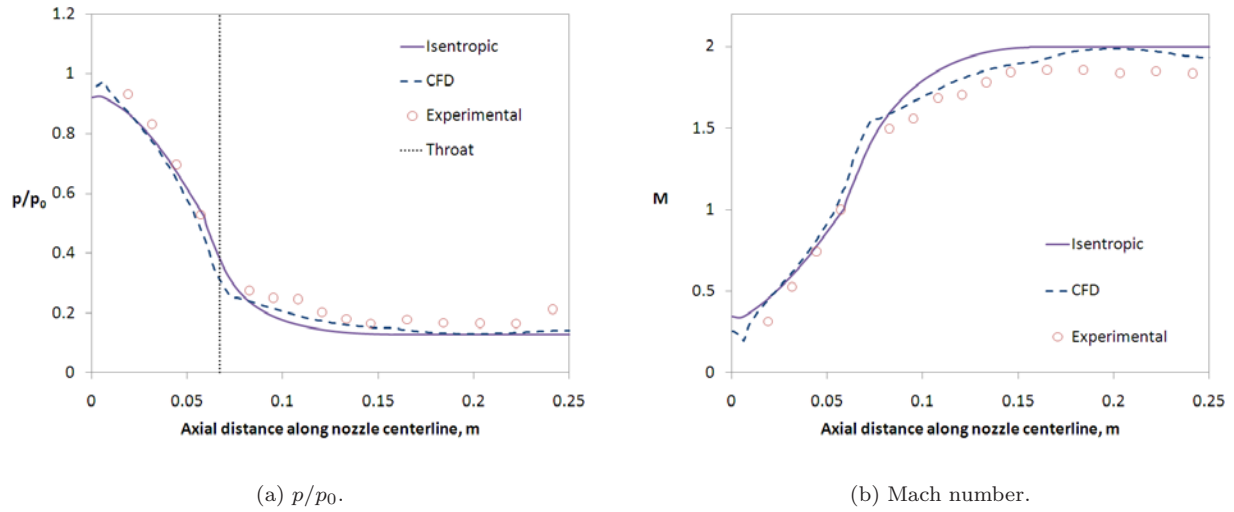 1.2
1
0.8
0.6
0.4
0.2
0
p/p₀
0 0.05 0.1 0.15 0.2 0.25
Axial distance along nozzle centerline, m
Isentropic
CFD
Experimental
Throat
(a) p/p₀.
2
1.5
1
0.5
0
M
0 0.05 0.1 0.15 0.2 0.25
Axial distance along nozzle centerline, m
Isentropic
CFD
Experimental
(b) Mach number.